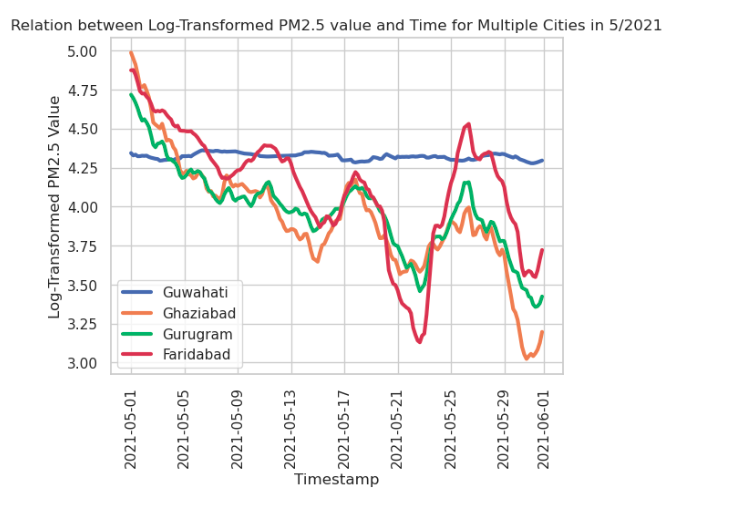 Relation between Log-Transformed PM2.5 value and Time for Multiple Cities in 5/2021
Log-Transformed PM2.5 Value
5.00
4.75
4.50
4.25
4.00
3.75
3.50
3.25
3.00
Guwahati
Ghaziabad
Gurugram
Faridabad
2021-05-01
2021-05-05
2021-05-09
2021-05-13
2021-05-17
2021-05-21
2021-05-25
2021-05-29
2021-06-01
Timestamp